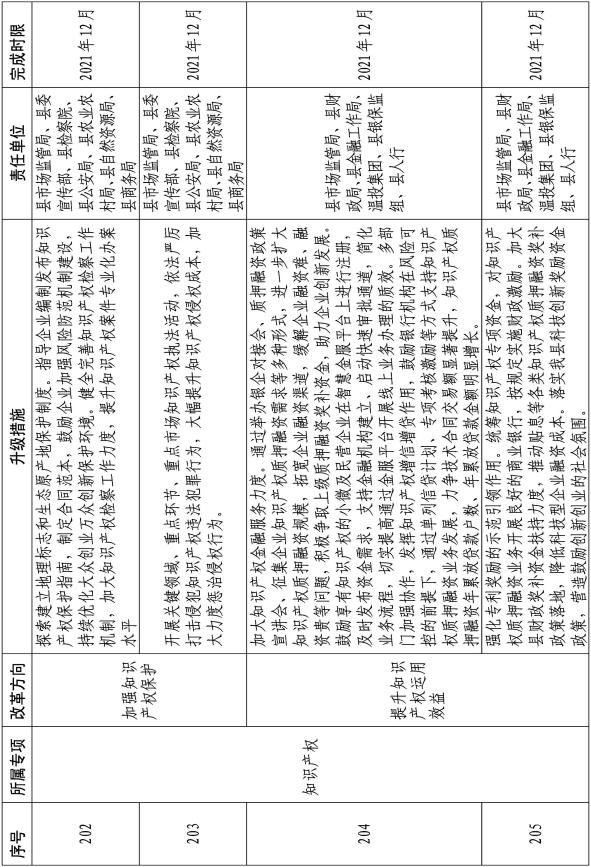 序号
所属专项
改革方向
升级措施
责任单位
完成时限
202
知识产权
加强知识
产权保护
探索建立地理标志和生态原产地保护制度。指导企业编制发布知识
产权保护指南，制定合同范本，鼓励企业加强风险防范机制建设，
持续优化大众创业万众创新保护环境。健全完善知识产权检察工作
机制，加大知识产权检察工作力度，提升知识产权案件专业化办案
水平
县市场监管局、县委
宣传部、县检察院、
县公安局、县农业农
村局、县自然资源局、
县商务局
2021年12月
203
开展关键领域、重点环节、重点市场知识产权执法活动，依法严厉
打击侵犯知识产权违法犯罪行为，大幅提升知识产权侵权成本，加
大力度惩治侵权行为。
县市场监管局、县委
宣传部、县检察院、
县公安局、县农业农
村局、县自然资源局、
县商务局
2021年12月
204
提升知识
产权运用
效益
加大知识产权金融服务力度。通过举办银企对接会、质押融资政策
宣讲会、征集企业知识产权质押融资需求等多种形式，进一步扩大
知识产权质押融资规模，拓宽企业融资渠道，缓解企业融资难、融
资贵等问题，积极争取上级质押融资奖补资金，助力企业创新发展。
鼓励享有知识产权的小微及民营企业在智慧金服平台上进行注册，
及时发布资金需求，支持金融机构建立、启动快速审批通道，简化
业务流程，切实提高通过金服平台开展线上业务办理的质效。多部
门加强协作，发挥知识产权增信增贷作用，鼓励银行机构在风险可
控的前提下，通过单列信贷计划、专项考核激励等方式支持知识产
权质押融资业务发展，力争技术合同交易额显著提升，知识产权质
押融资年累放贷款户数、年累放贷款金额明显增长。
县市场监管局、县财
政局、县金融工作局、
温投集团、县银保监
组、县人行
2021年12月
205
强化专利奖励的示范引领作用。统筹知识产权专项资金，对知识产
权质押融资业务开展良好的商业银行，按规定实施财政激励。加大
县财政奖补资金扶持力度，推动贴息等各类知识产权质押融资奖补
政策落地，降低科技型企业融资成本。落实我县科技创新奖励资金
政策，营造鼓励创新创业的社会氛围。
县市场监管局、县财
政局、县金融工作局、
温投集团、县银保监
组、县人行
2021年12月